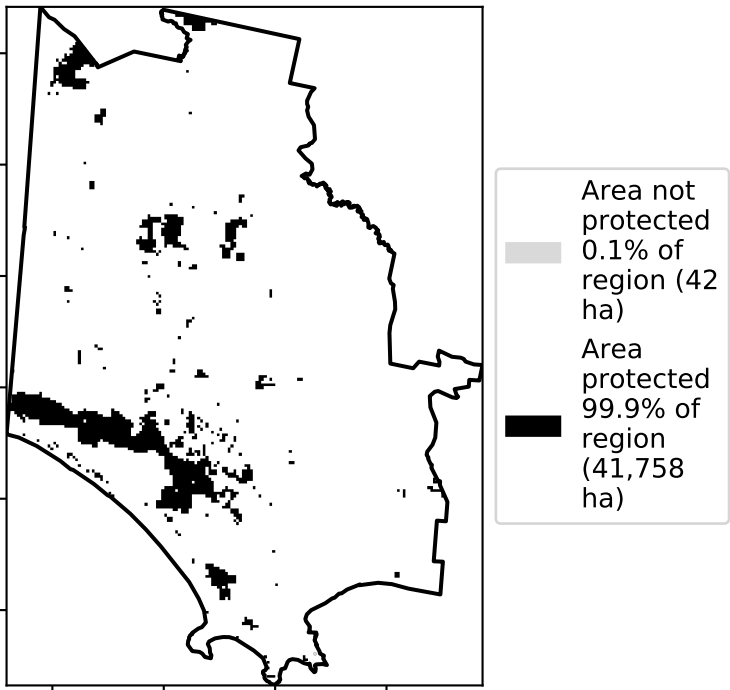 Area not
protected
0.1% of
region (42
ha)
Area
protected
99.9% of
region
(41,758
ha)